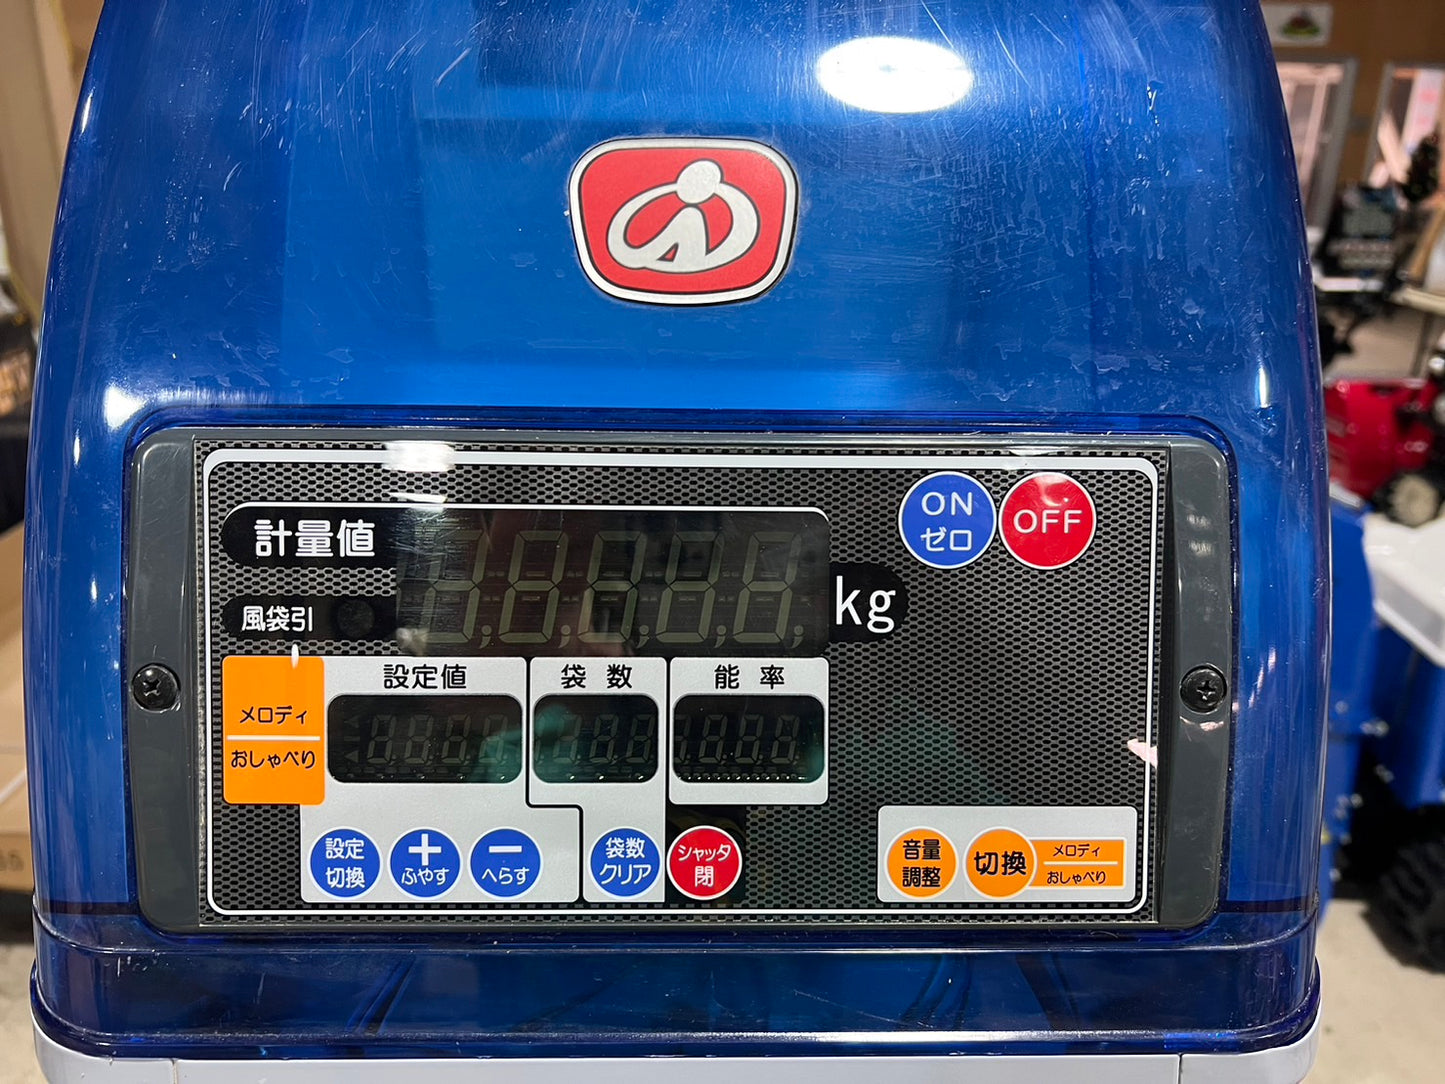 計量値
ON
ゼロ
OFF
風袋引
kg
メロディ
おしゃべり
設定値
袋数
能率
設定
切換
＋
ふやす
－
へらす
袋数
クリア
シャッタ
閉
音量
調整
切換
メロディ
おしゃべり